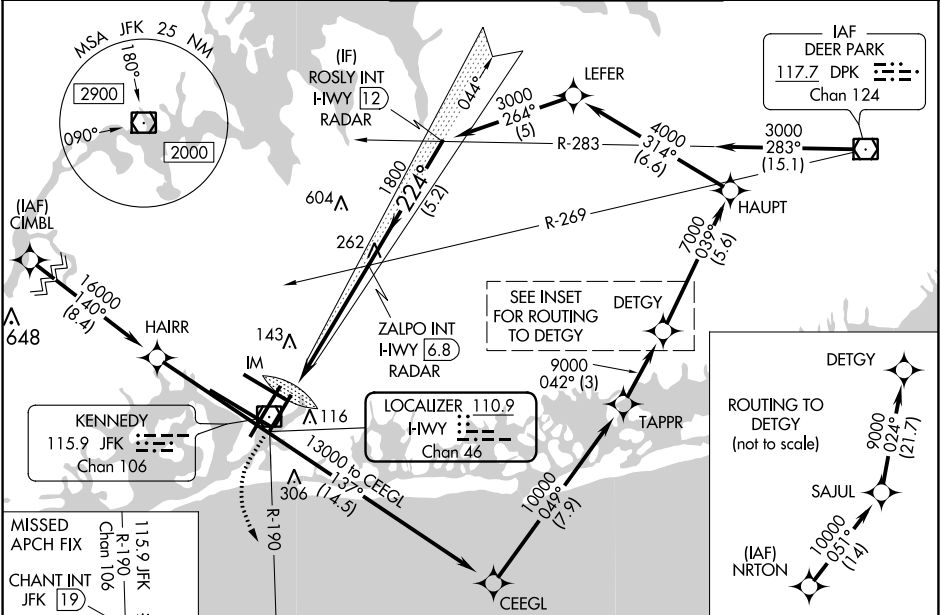 MSA JFK 25 NM
180°
2900
090°
2000
(IF)
ROSLY INT
I-IWY 12
RADAR
044°
LEFER
3000
264°
(5)
IAF
DEER PARK
117.7 DPK
Chan 124
4000
314°
(6.6)
R-283
3000
283°
(15.1)
1800
224°
(5.2)
604
HAUPT
R-269
262
7000
039°
(5.6)
(IAF)
CIMBL
16000
140°
(8.4)
648
HAIRR
143
IM
ZALPO INT
I-IWY 6.8
RADAR
SEE INSET
FOR ROUTING
TO DETGY
DETGY
9000
042° (3)
TAPPR
KENNEDY
115.9 JFK
Chan 106
116
LOCALIZER 110.9
I-IWY
Chan 46
13000 to CEEGL
137°
(14.5)
306
R-190
10000
049°
(7.9)
CEEGL
DETGY
ROUTING TO
DETGY
(not to scale)
9000
024°
(21.7)
SAJUL
10000
051°
(14)
(IAF)
NRTON
MISSED
APCH FIX
115.9 JFK
R-190
Chan 106
CHANT INT
JFK 19